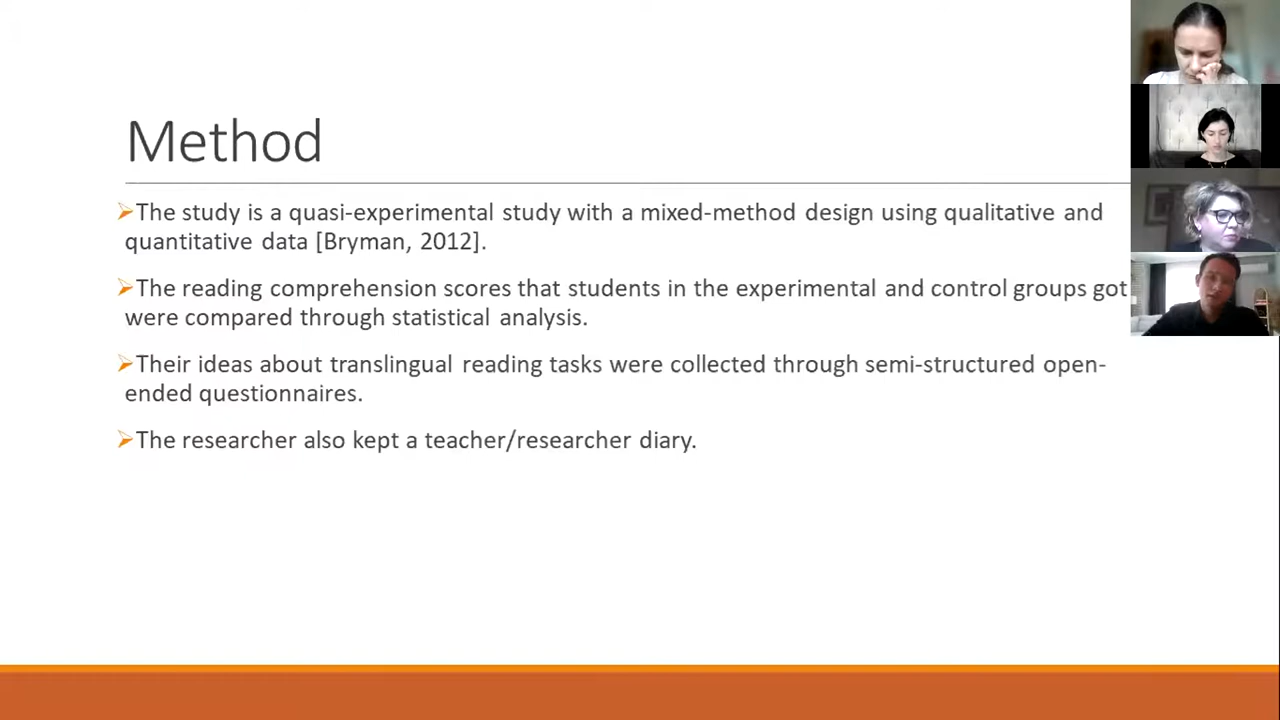 Method
➢The study is a quasi-experimental study with a mixed-method design using qualitative and
quantitative data [Bryman, 2012].
➢The reading comprehension scores that students in the experimental and control groups got
were compared through statistical analysis.
➢Their ideas about translingual reading tasks were collected through semi-structured open-
ended questionnaires.
➢The researcher also kept a teacher/researcher diary.